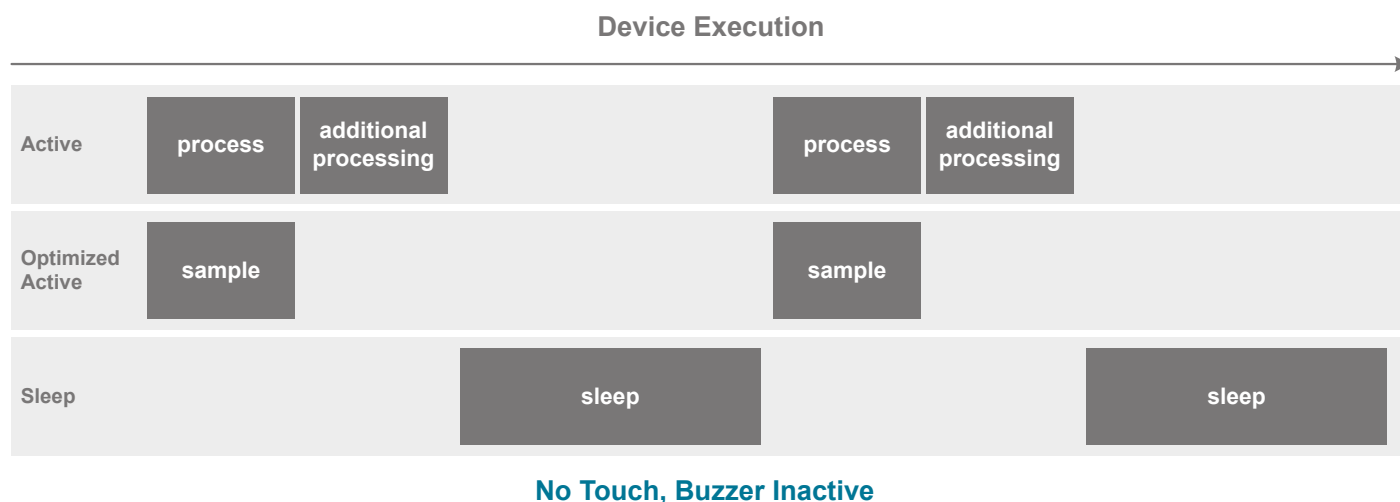 Device Execution
Active
process
additional
processing
process
additional
processing
Optimized
Active
sample
sample
Sleep
sleep
sleep
No Touch, Buzzer Inactive